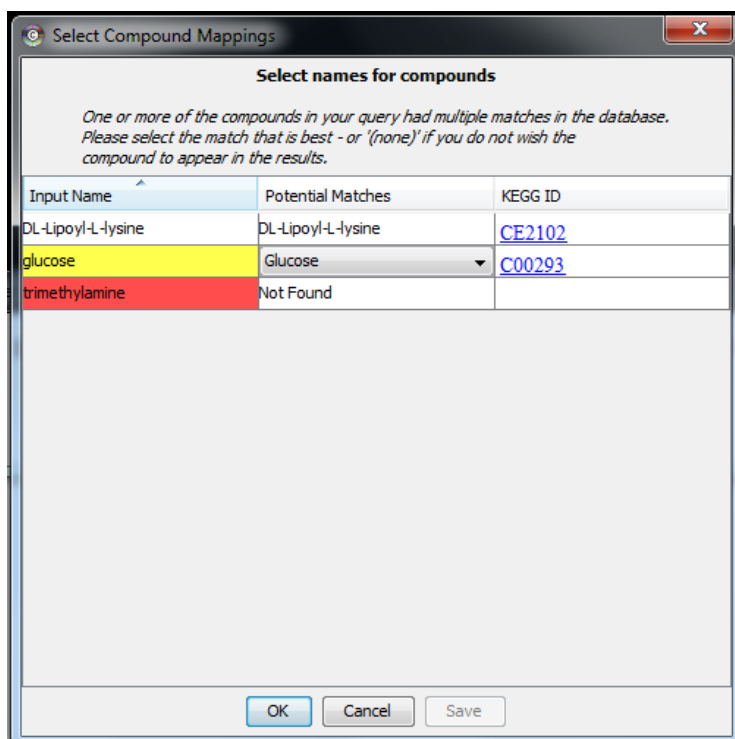 Select Compound Mappings
Select names for compounds
One or more of the compounds in your query had multiple matches in the database.
Please select the match that is best - or '(none)' if you do not wish the
compound to appear in the results.
Input Name Potential Matches KEGG ID
DL-Lipoyl-L-lysine DL-Lipoyl-L-lysine CE2102
glucose Glucose C00293
trimethylamine Not Found
OK Cancel Save